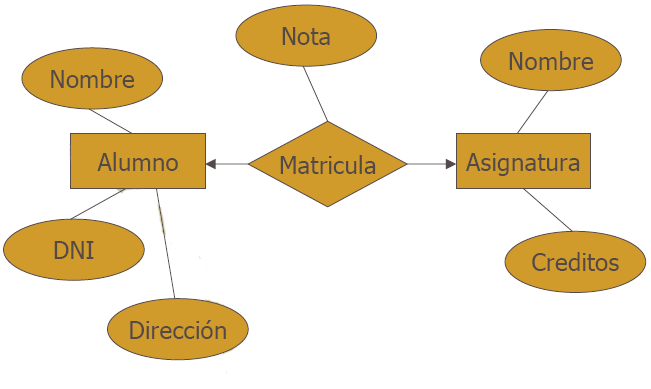 Nota
Nombre
Nombre
Alumno
Matricula
Asignatura
DNI
Creditos
Dirección